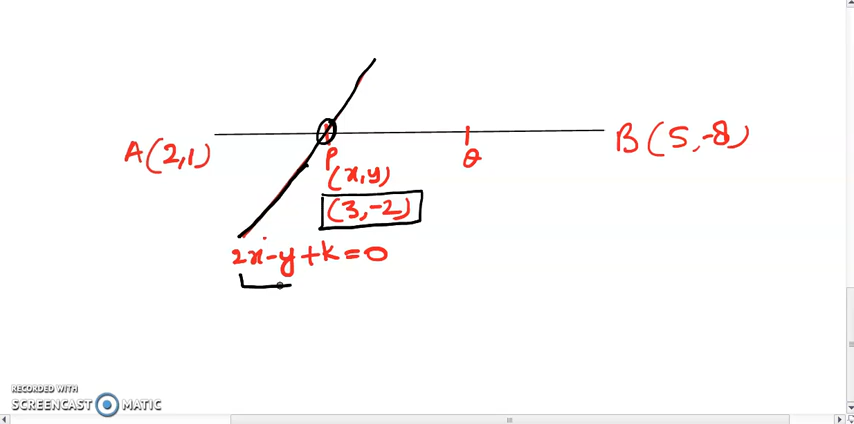 A(2,1)
B(5,-8)
P
Q
(x,y)
(3,-2)
2x-y+k=0
RECORDED WITH
SCREENCAST MATIC